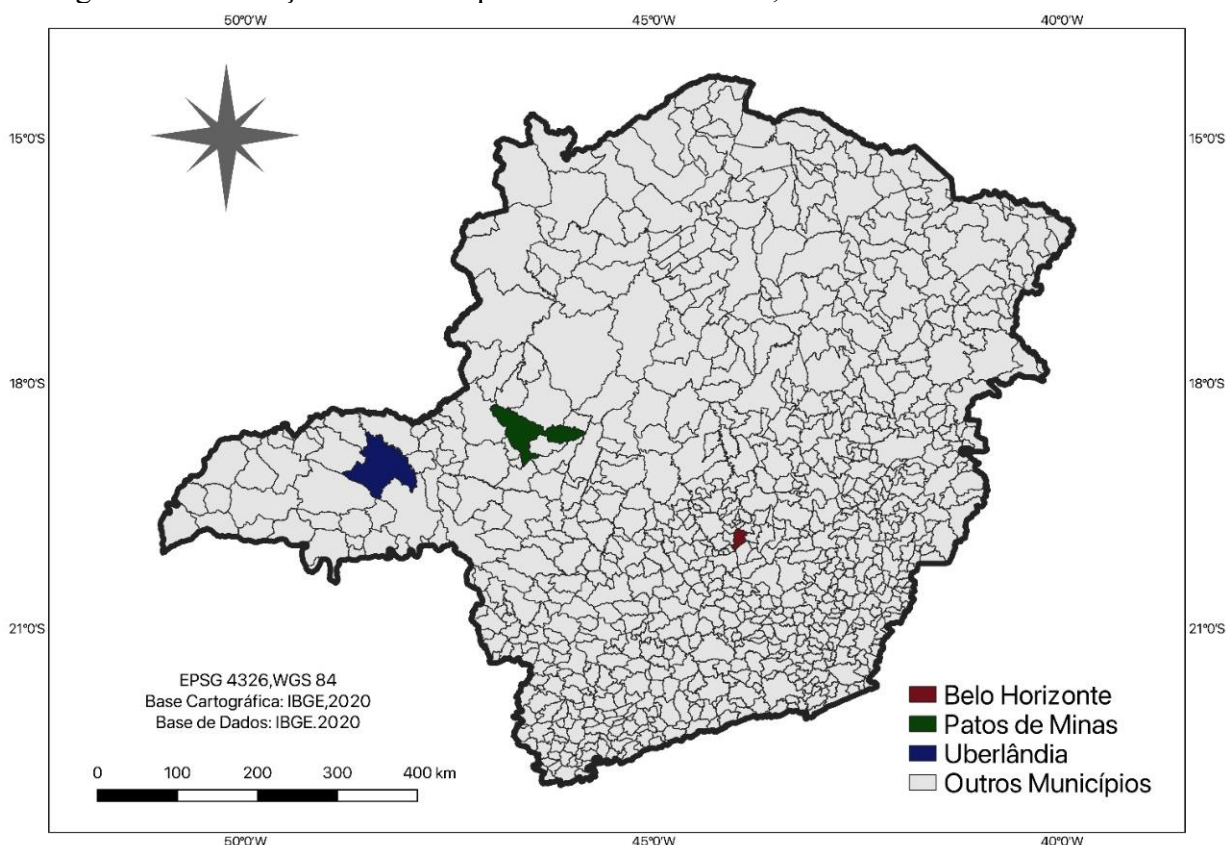 50°0'W 45°0'W 40°0'W
15°0'S 15°0'S
18°0'S 18°0'S
21°0'S 21°0'S
EPSG 4326,WGS 84
Base Cartográfica: IBGE,2020
Base de Dados: IBGE.2020
0 100 200 300 400 km
Belo Horizonte
Patos de Minas
Uberlândia
Outros Municípios
50°0'W 45°0'W 40°0'W